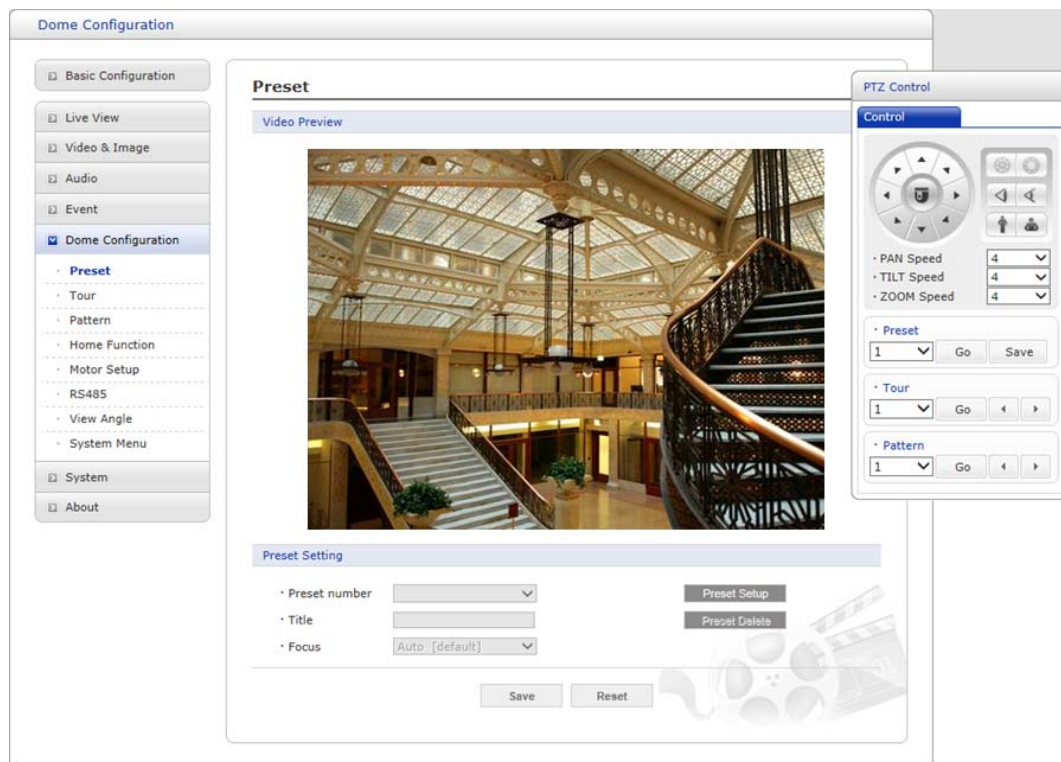 Dome Configuration
Basic Configuration
Live View
Video & Image
Audio
Event
Dome Configuration
Preset
Tour
Pattern
Home Function
Motor Setup
RS485
View Angle
System Menu
System
About
Preset
Video Preview
Preset Setting
Preset number
Preset Setup
Title
Preset Delete
Focus
Auto [default]
Save
Reset
PTZ Control
Control
PAN Speed
4
TILT Speed
4
ZOOM Speed
4
Preset
1
Go
Save
Tour
1
Go
Pattern
1
Go